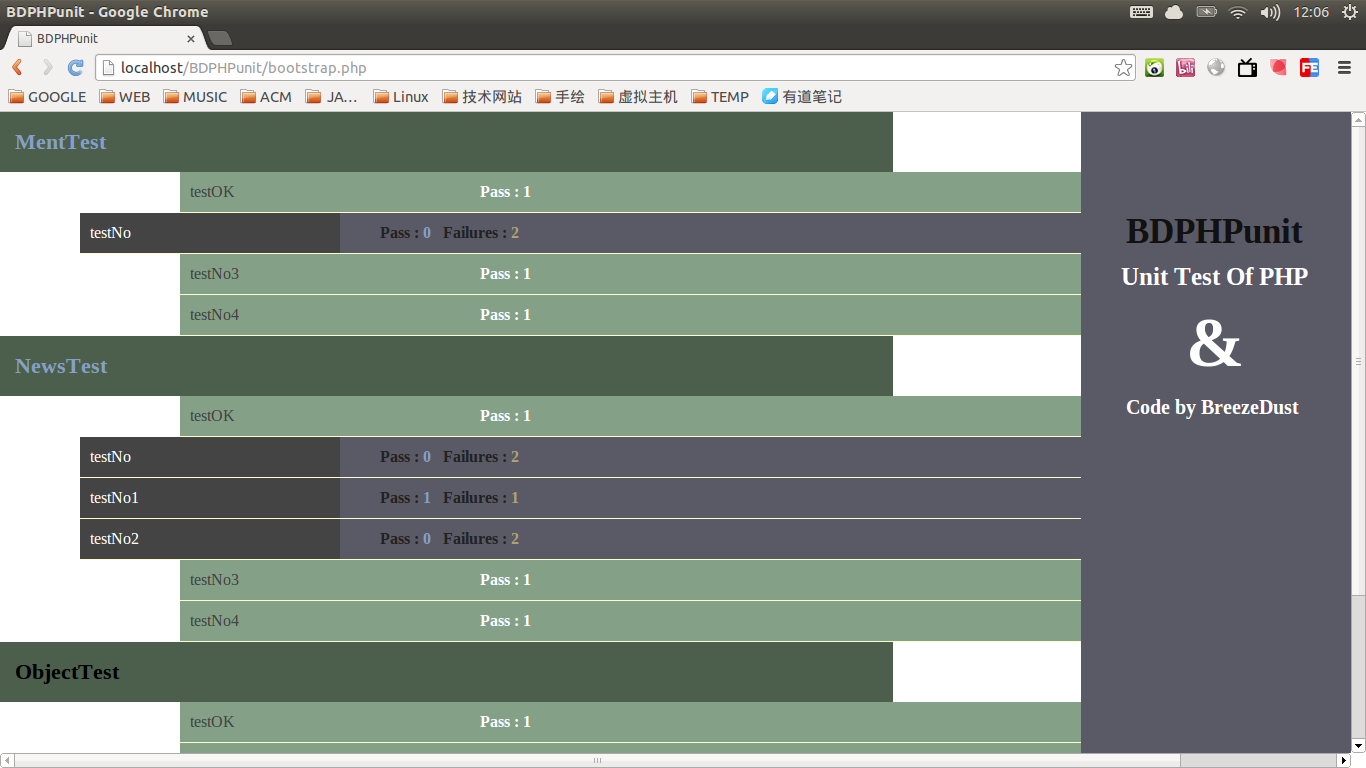 BDPHPunit - Google Chrome
12:06
BDPHPunit
localhost/BDPHPunit/bootstrap.php
GOOGLE WEB MUSIC ACM JA... Linux 技术网站 手绘 虚拟主机 TEMP 有道笔记
MentTest
testOK Pass : 1
testNo Pass : 0 Failures : 2
testNo3 Pass : 1
testNo4 Pass : 1
NewsTest
testOK Pass : 1
testNo Pass : 0 Failures : 2
testNo1 Pass : 1 Failures : 1
testNo2 Pass : 0 Failures : 2
testNo3 Pass : 1
testNo4 Pass : 1
ObjectTest
testOK Pass : 1
BDPHPunit
Unit Test Of PHP
&
Code by BreezeDust